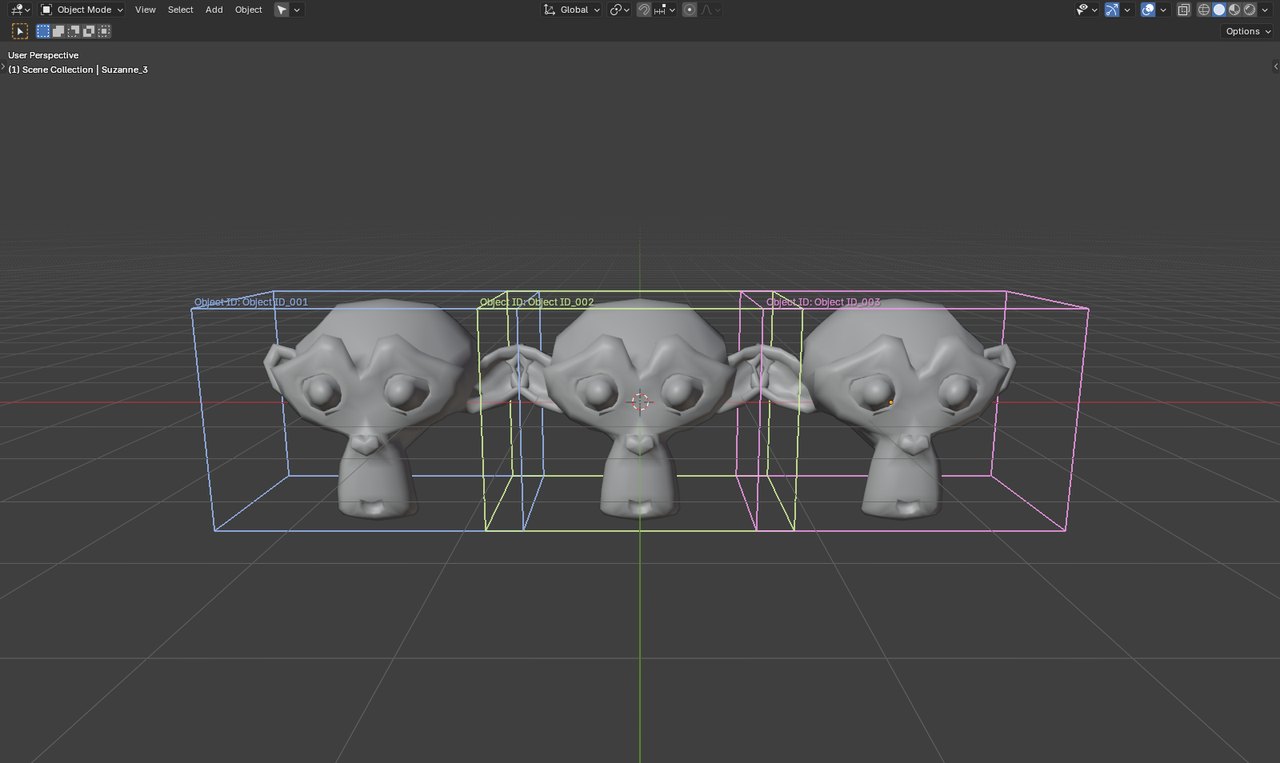 Object Mode View Select Add Object Global
Options
User Perspective
(1) Scene Collection | Suzanne_3
Object ID: Object ID_001 Object ID: Object ID_002 Object ID: Object ID_003